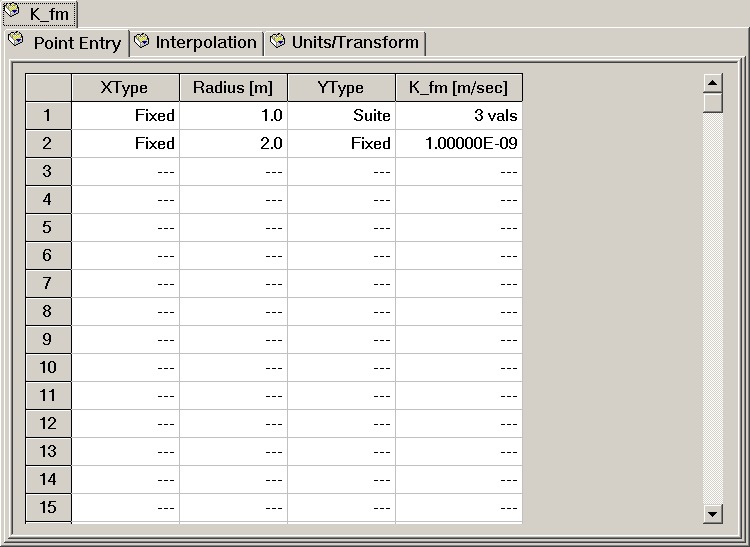 K_fm
Point Entry Interpolation Units/Transform
XType Radius [m] YType K_fm [m/sec]
1 Fixed 1.0 Suite 3 vals
2 Fixed 2.0 Fixed 1.00000E-09
3 --- --- --- ---
4 --- --- --- ---
5 --- --- --- ---
6 --- --- --- ---
7 --- --- --- ---
8 --- --- --- ---
9 --- --- --- ---
10 --- --- --- ---
11 --- --- --- ---
12 --- --- --- ---
13 --- --- --- ---
14 --- --- --- ---
15 --- --- --- ---